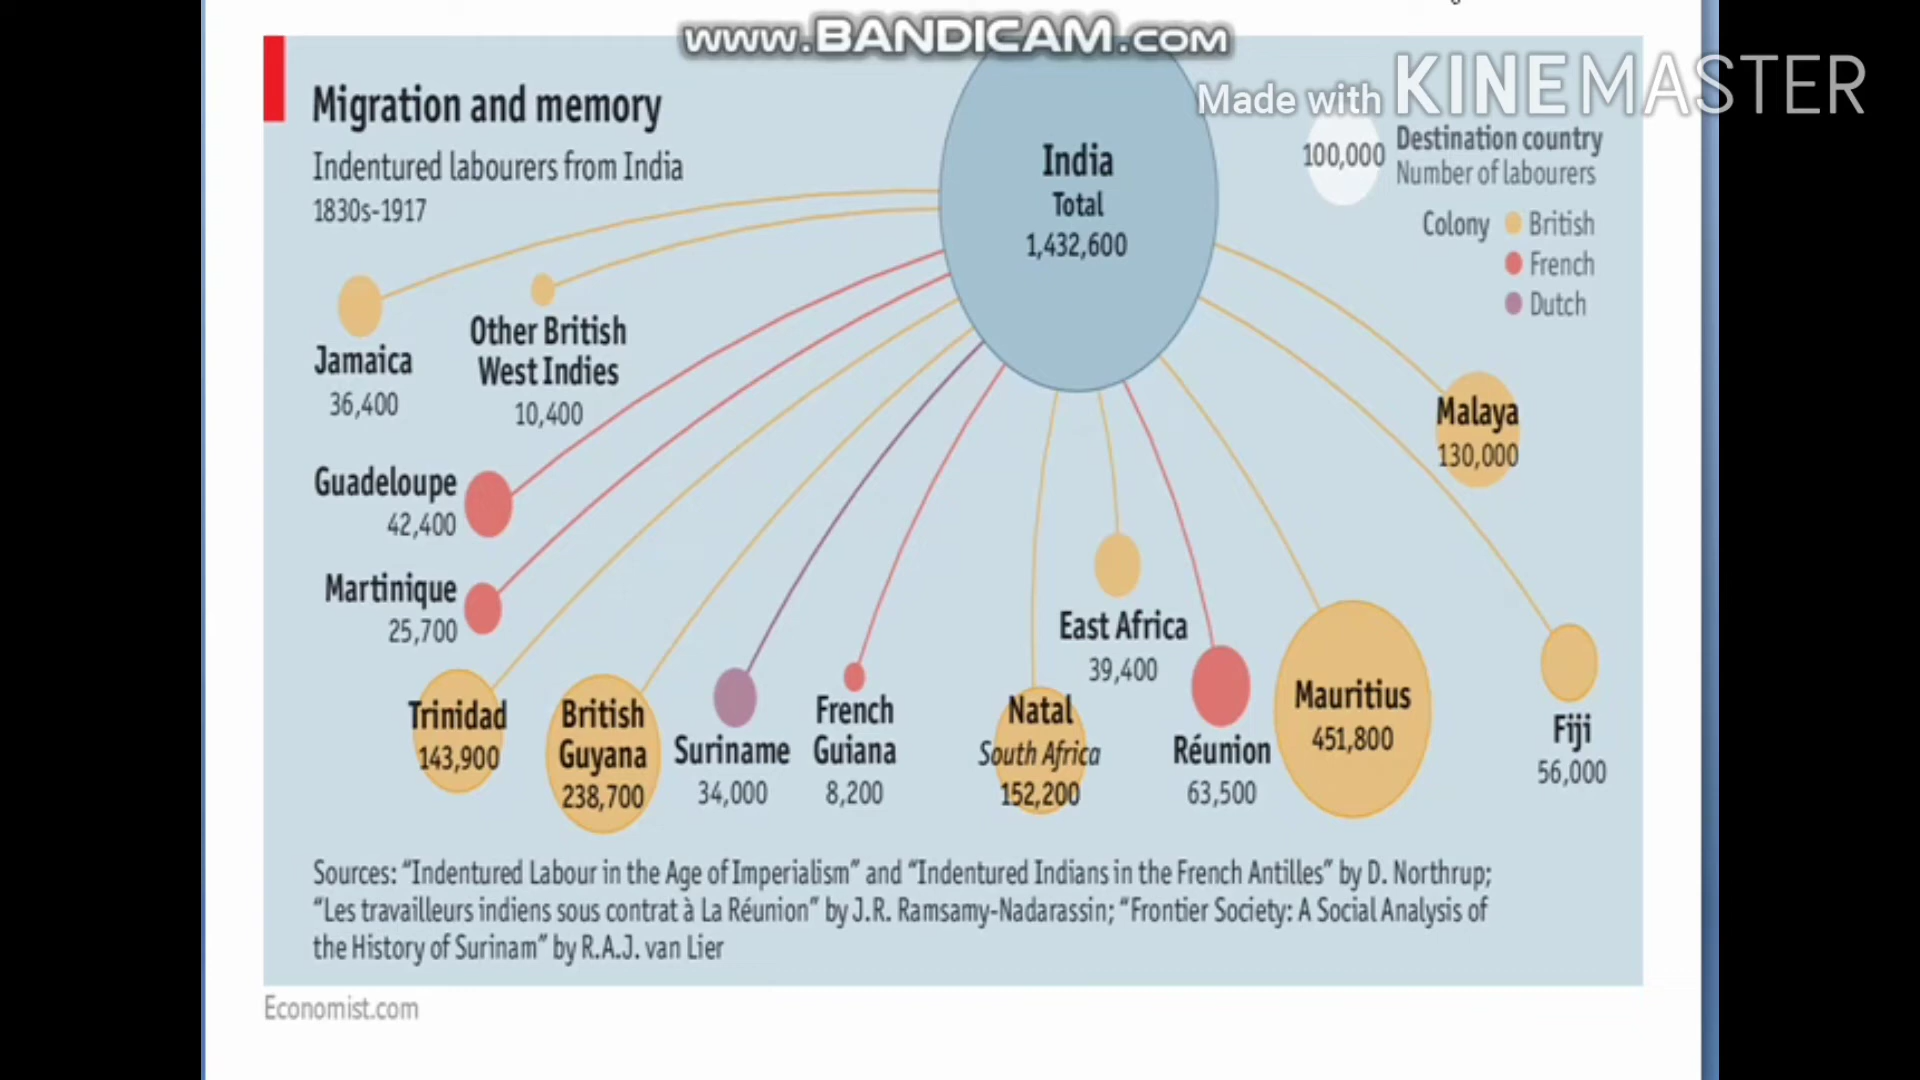 www.BANDICAM.com
Made with KINEMASTER
Migration and memory
Indentured labourers from India
1830s-1917
India
Total
1,432,600
100,000
Destination country
Number of labourers
Colony
British
French
Dutch
Jamaica
36,400
Other British
West Indies
10,400
Guadeloupe
42,400
Martinique
25,700
Trinidad
143,900
British
Guyana
238,700
Suriname
34,000
French
Guiana
8,200
Natal
South Africa
152,200
East Africa
39,400
Réunion
63,500
Mauritius
451,800
Malaya
130,000
Fiji
56,000
Sources: “Indentured Labour in the Age of Imperialism” and “Indentured Indians in the French Antilles” by D. Northrup;
“Les travailleurs indiens sous contrat à La Réunion” by J.R. Ramsamy-Nadarassin; “Frontier Society: A Social Analysis of
the History of Surinam” by R.A.J. van Lier
Economist.com